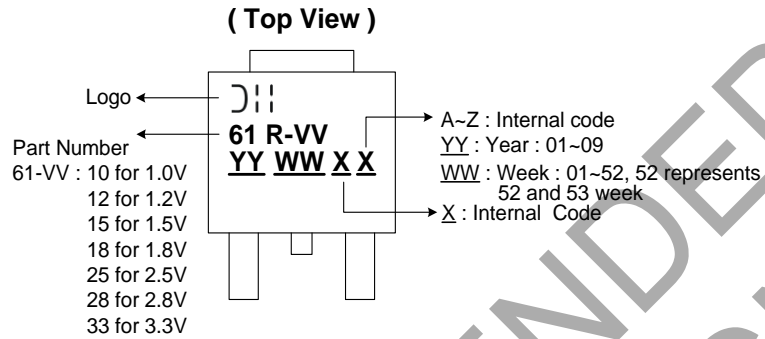 ( Top View )
Logo
61 R-VV
YY WW X X
Part Number
61-VV : 10 for 1.0V
12 for 1.2V
15 for 1.5V
18 for 1.8V
25 for 2.5V
28 for 2.8V
33 for 3.3V
A~Z : Internal code
YY : Year : 01~09
WW : Week : 01~52, 52 represents
52 and 53 week
X : Internal Code